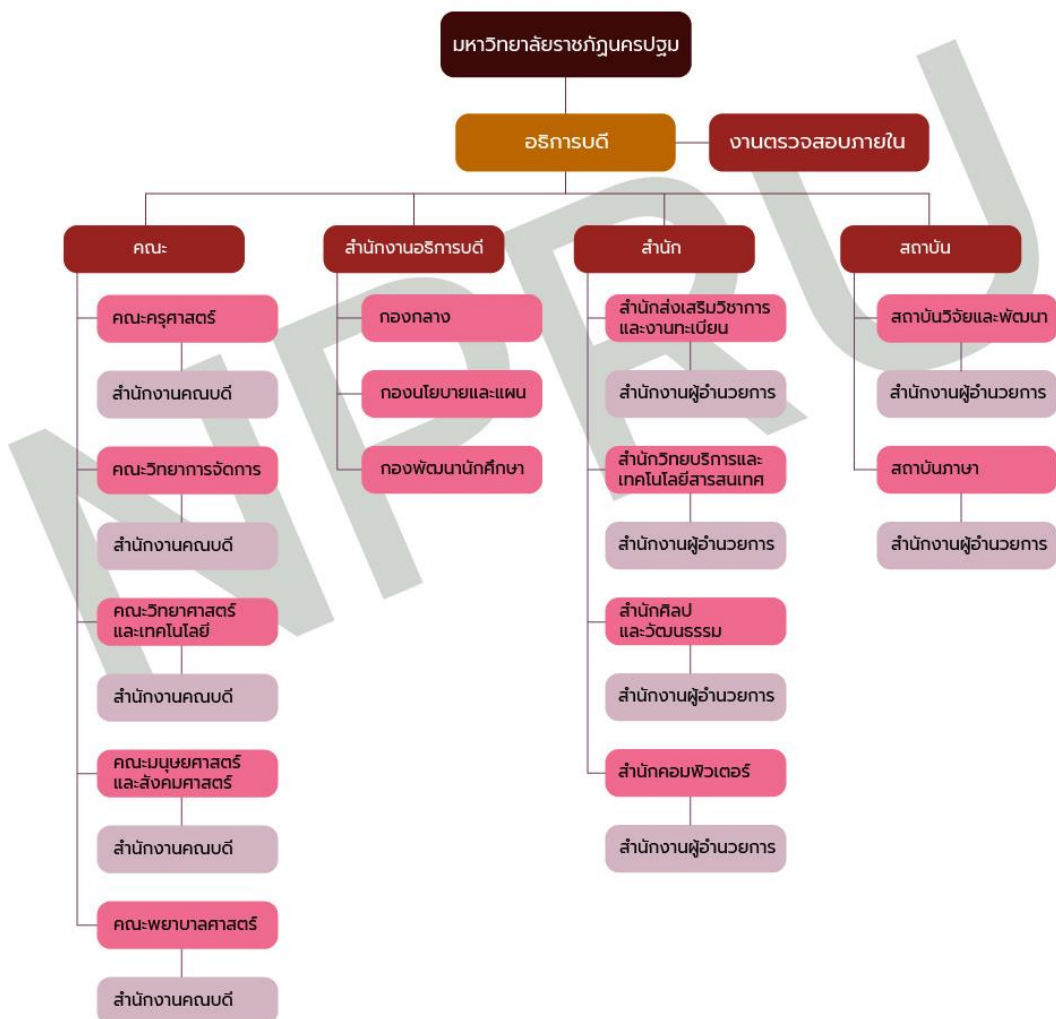 มหาวิทยาลัยราชภัฏนครปฐม
อธิการบดี
งานตรวจสอบภายใน
คณะ
คณะครุศาสตร์
สำนักงานคณบดี
คณะวิทยาการจัดการ
สำนักงานคณบดี
คณะวิทยาศาสตร์
และเทคโนโลยี
สำนักงานคณบดี
คณะมนุษยศาสตร์
และสังคมศาสตร์
สำนักงานคณบดี
คณะพยาบาลศาสตร์
สำนักงานคณบดี
สำนักงานอธิการบดี
กองกลาง
กองนโยบายและแผน
กองพัฒนานักศึกษา
สำนัก
สำนักส่งเสริมวิชาการ
และงานทะเบียน
สำนักงานผู้อำนวยการ
สำนักวิทยบริการและ
เทคโนโลยีสารสนเทศ
สำนักงานผู้อำนวยการ
สำนักศิลป
และวัฒนธรรม
สำนักงานผู้อำนวยการ
สำนักคอมพิวเตอร์
สำนักงานผู้อำนวยการ
สถาบัน
สถาบันวิจัยและพัฒนา
สำนักงานผู้อำนวยการ
สถาบันภาษา
สำนักงานผู้อำนวยการ
NPRU